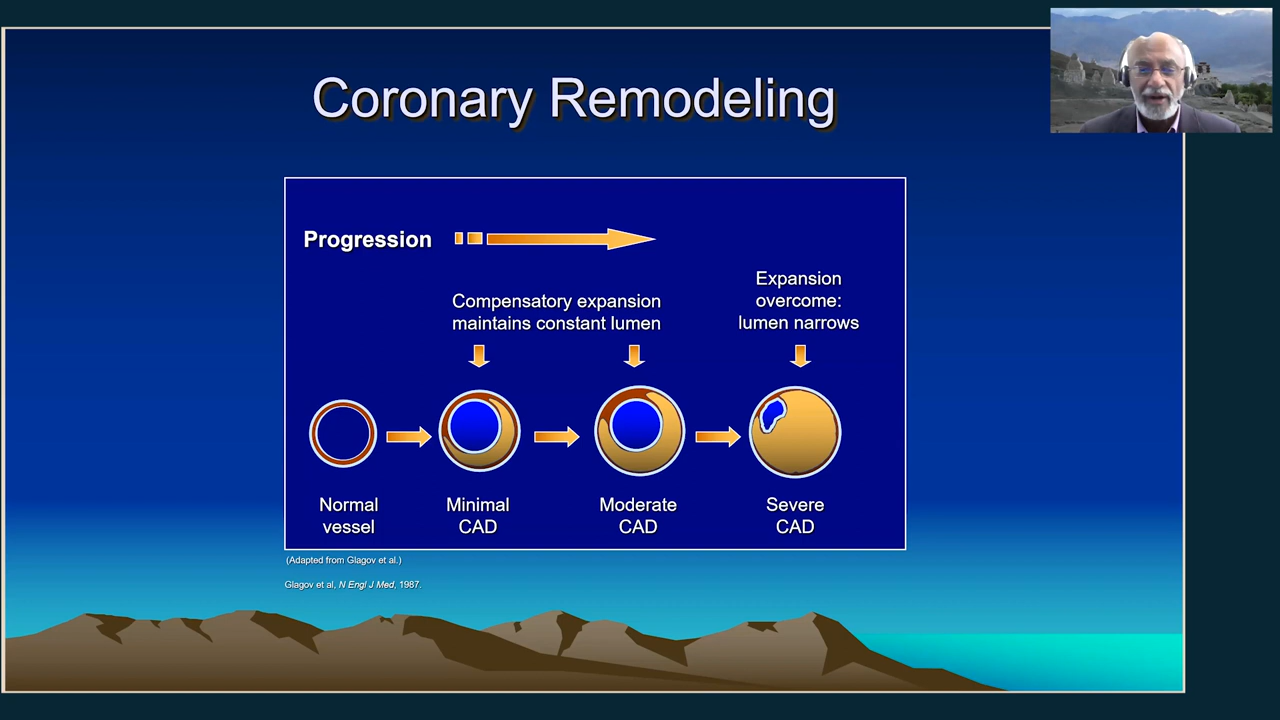 Coronary Remodeling
Progression
Compensatory expansion
maintains constant lumen
Expansion
overcome:
lumen narrows
Normal
vessel
Minimal
CAD
Moderate
CAD
Severe
CAD
(Adapted from Glagov et al.)
Glagov et al, N Engl J Med, 1987.